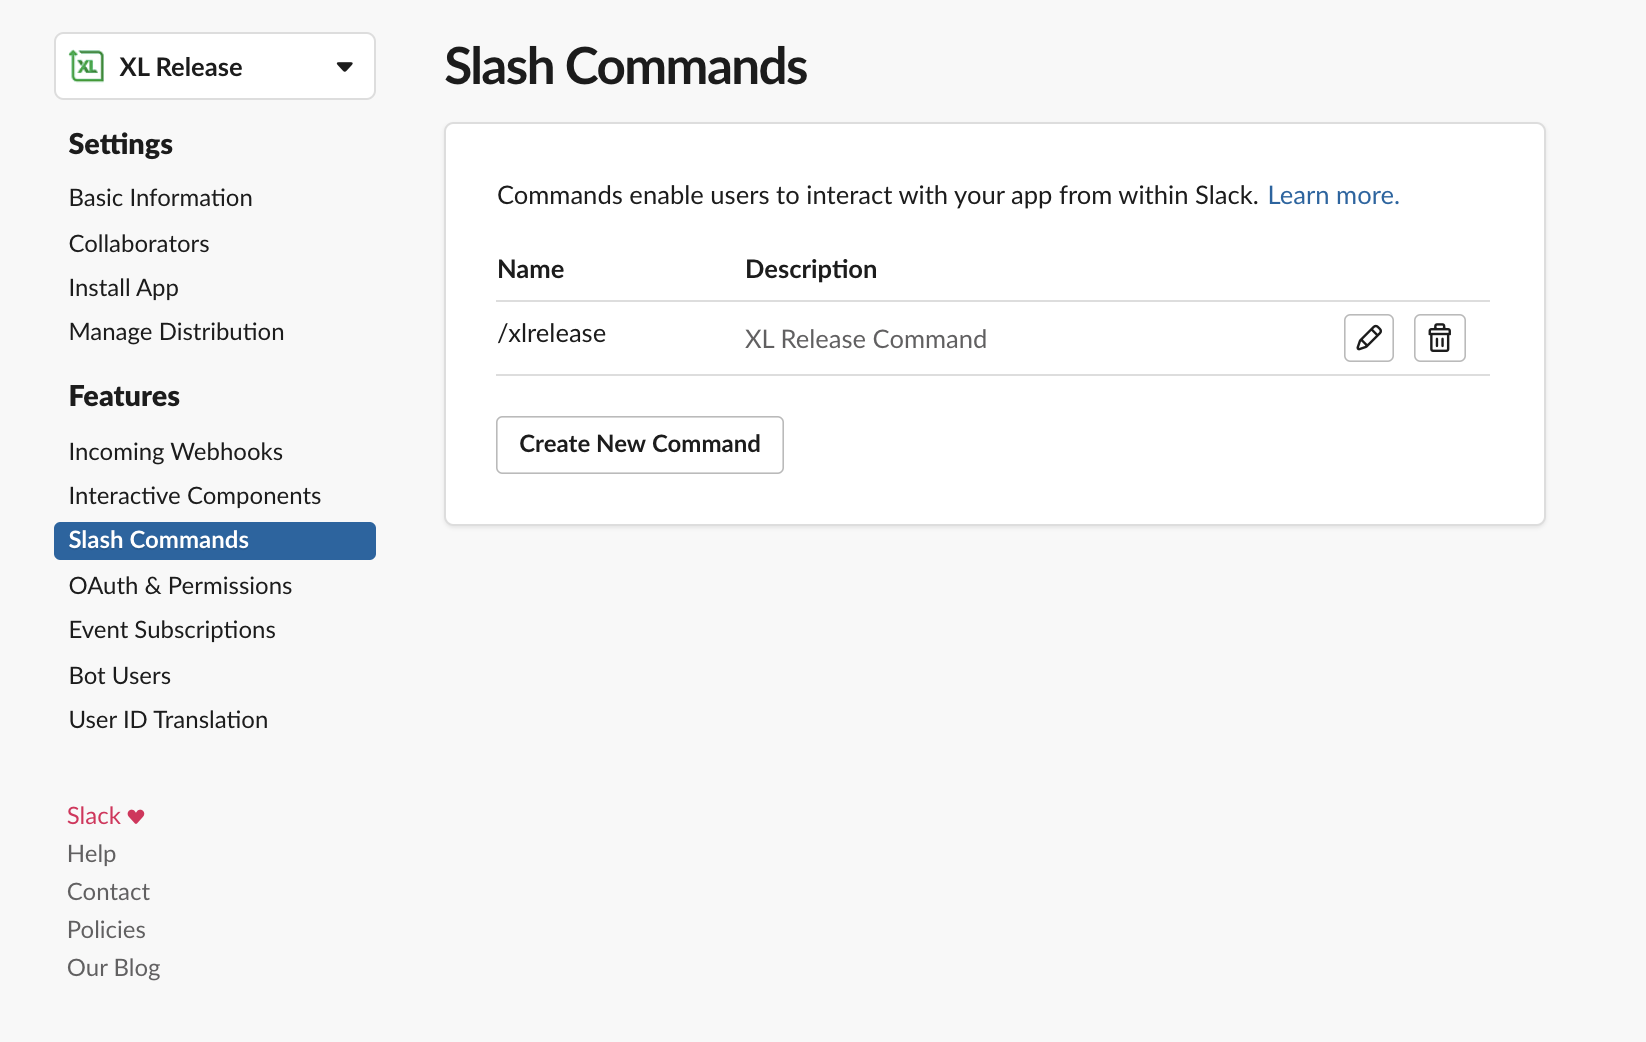 XL XL Release
Settings
Basic Information
Collaborators
Install App
Manage Distribution
Features
Incoming Webhooks
Interactive Components
Slash Commands
OAuth & Permissions
Event Subscriptions
Bot Users
User ID Translation
Slack ♥
Help
Contact
Policies
Our Blog
Slash Commands
Commands enable users to interact with your app from within Slack. Learn more.
Name Description
/xlrelease XL Release Command
Create New Command